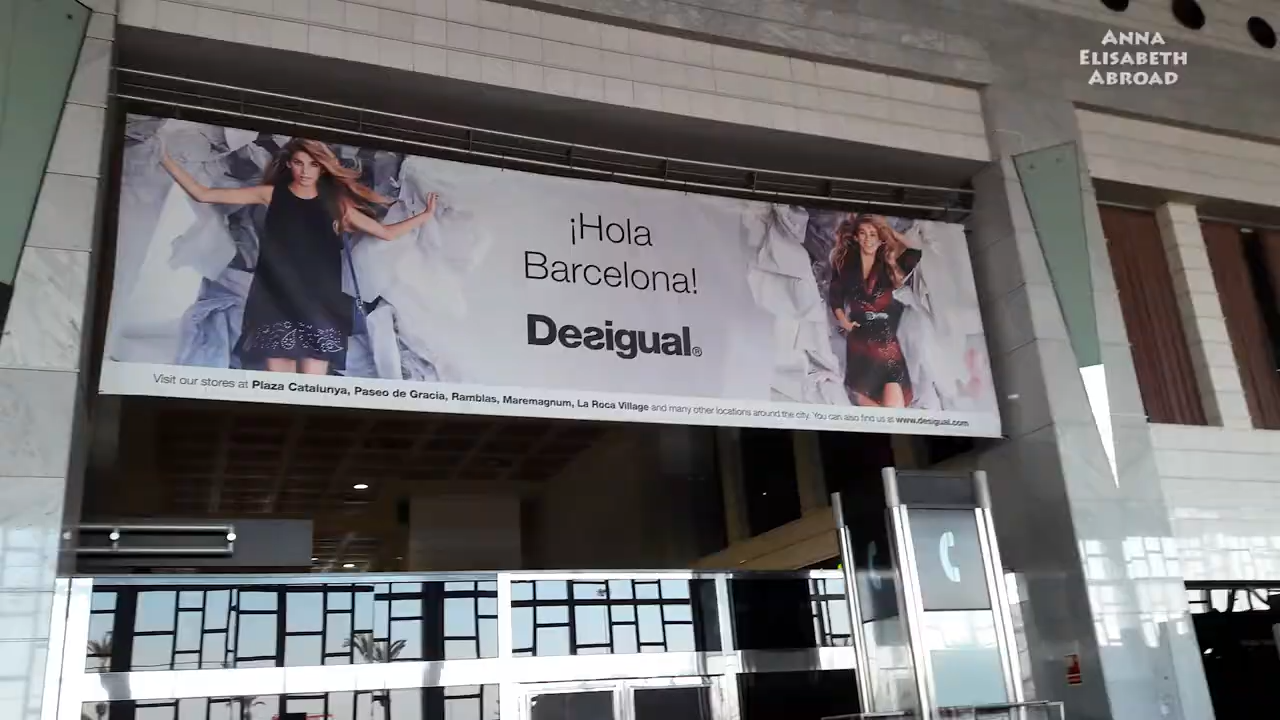 ANNA
ELISABETH
ABROAD
¡Hola
Barcelona!
Desigual®
Visit our stores at Plaza Catalunya, Paseo de Gracia, Ramblas, Maremagnum, La Roca Village and many other locations around the city. You can also find us at www.desigual.com